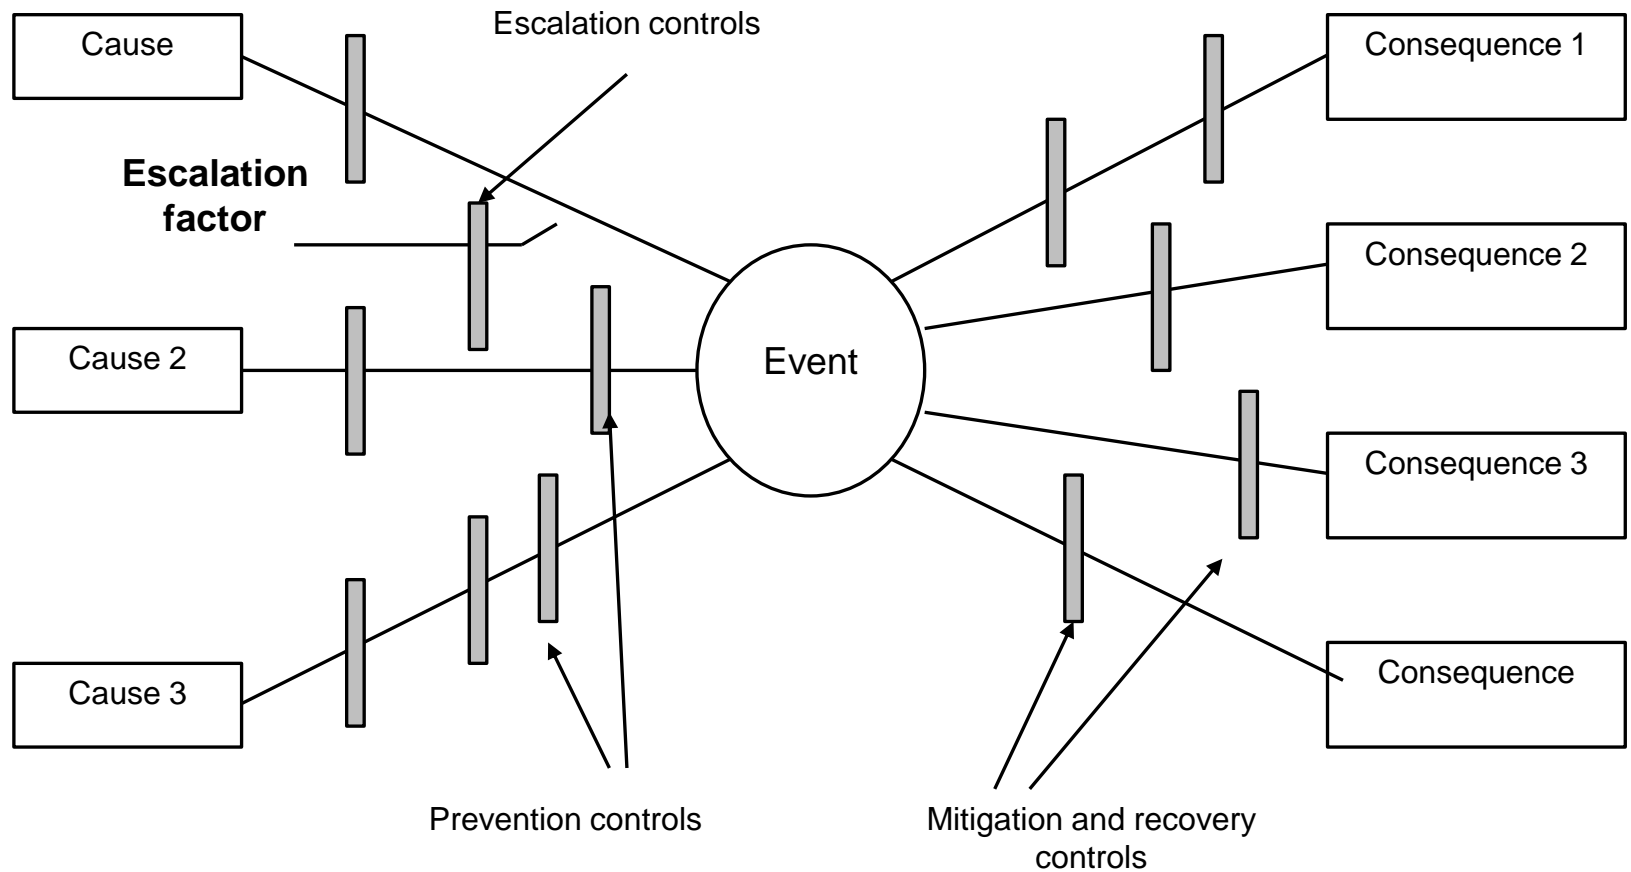 Escalation controls
Cause
Consequence 1
Escalation
factor
Consequence 2
Cause 2
Event
Consequence 3
Cause 3
Consequence
Prevention controls
Mitigation and recovery
controls